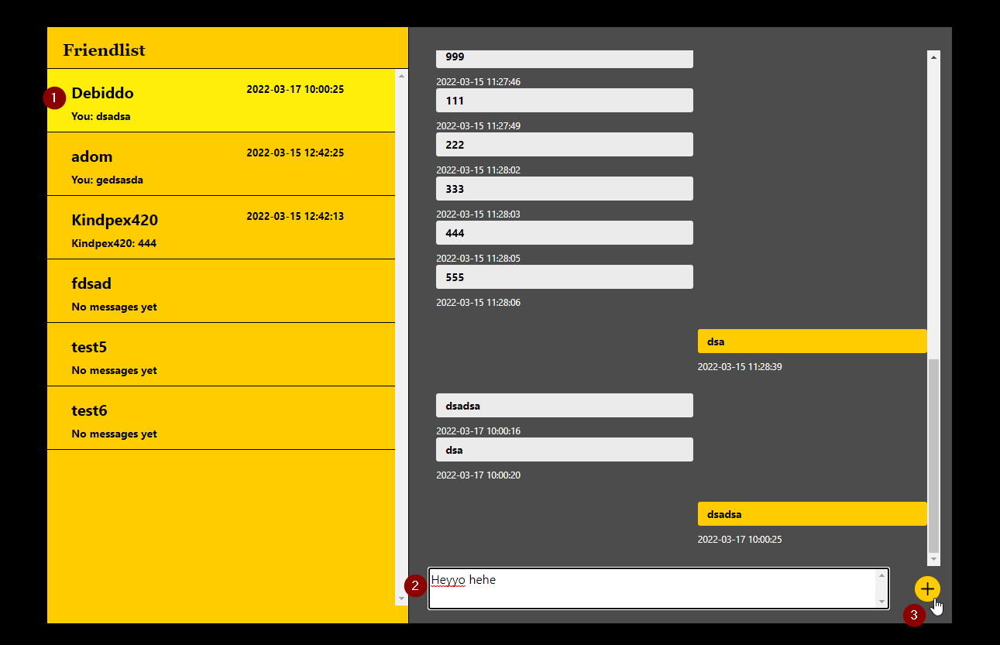 Friendlist
1
Debiddo
2022-03-17 10:00:25
You: dsadsa
adom
2022-03-15 12:42:25
You: gedsasda
Kindpex420
2022-03-15 12:42:13
Kindpex420: 444
fdsad
No messages yet
test5
No messages yet
test6
No messages yet
999
2022-03-15 11:27:46
111
2022-03-15 11:27:49
222
2022-03-15 11:28:02
333
2022-03-15 11:28:03
444
2022-03-15 11:28:05
555
2022-03-15 11:28:06
dsa
2022-03-15 11:28:39
dsadsa
2022-03-17 10:00:16
dsa
2022-03-17 10:00:20
dsadsa
2022-03-17 10:00:25
2
Heyyo hehe
3